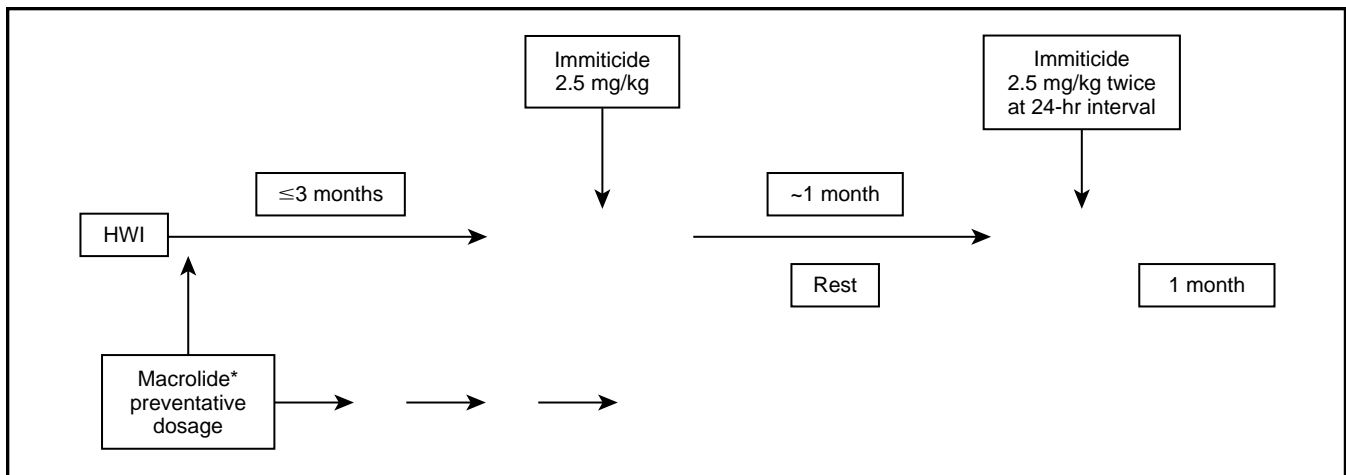 Immiticide
2.5 mg/kg
Immiticide
2.5 mg/kg twice
at 24-hr interval
≤3 months
~1 month
HWI
Rest
1 month
Macrolide*
preventative
dosage